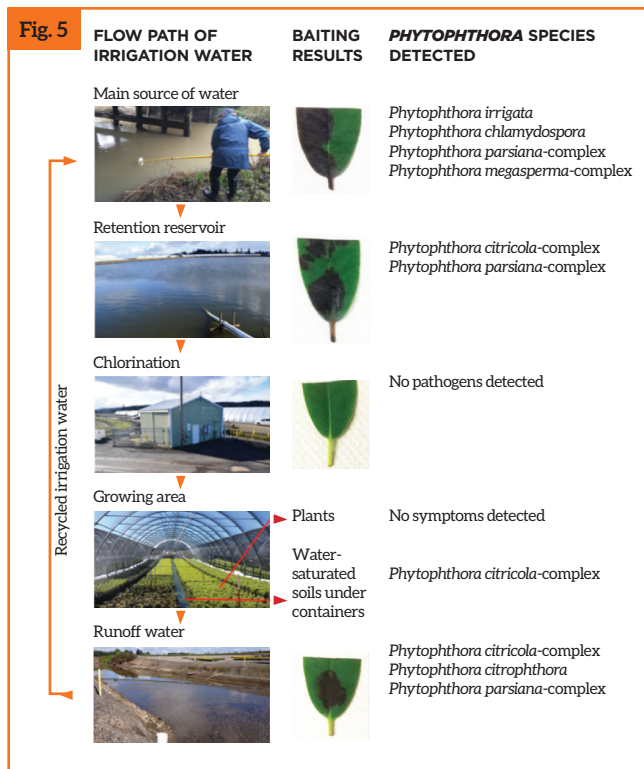 Fig. 5
FLOW PATH OF
IRRIGATION WATER
BAITING
RESULTS
PHYTOPHTHORA SPECIES
DETECTED
Main source of water
Phytophthora irrigata
Phytophthora chlamydospora
Phytophthora parsiana-complex
Phytophthora megasperma-complex
Retention reservoir
Phytophthora citricola-complex
Phytophthora parsiana-complex
Chlorination
No pathogens detected
Growing area
Plants
No symptoms detected
Water-
saturated
soils under
containers
Phytophthora citricola-complex
Runoff water
Phytophthora citricola-complex
Phytophthora citrophthora
Phytophthora parsiana-complex
Recycled irrigation water